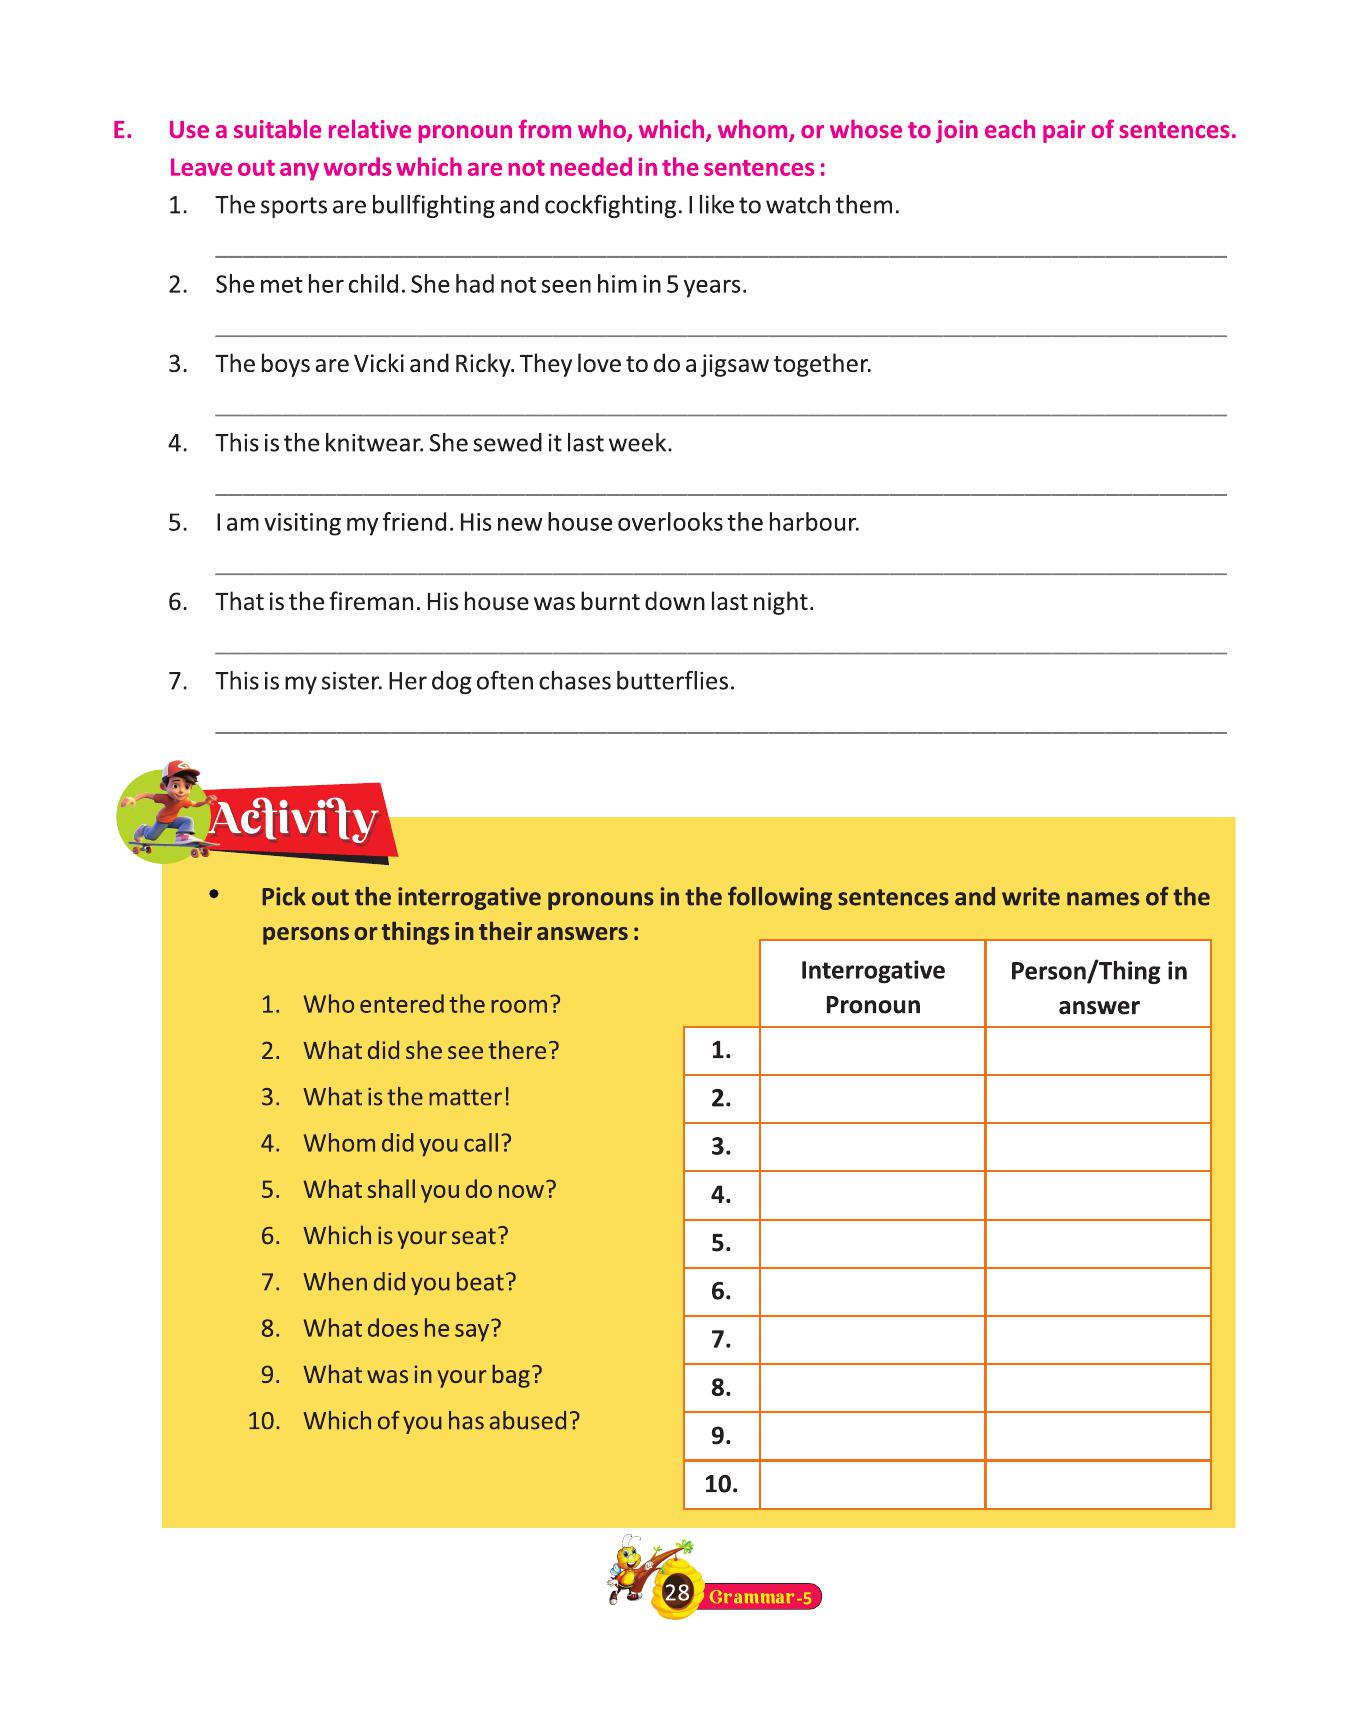 E. Use a suitable relative pronoun from who, which, whom, or whose to join each pair of sentences.
Leave out any words which are not needed in the sentences :
1. The sports are bullfighting and cockfighting. I like to watch them.
2. She met her child. She had not seen him in 5 years.
3. The boys are Vicki and Ricky. They love to do a jigsaw together.
4. This is the knitwear. She sewed it last week.
5. I am visiting my friend. His new house overlooks the harbour.
6. That is the fireman. His house was burnt down last night.
7. This is my sister. Her dog often chases butterflies.
Activity
• Pick out the interrogative pronouns in the following sentences and write names of the
persons or things in their answers :
1. Who entered the room?
2. What did she see there?
3. What is the matter!
4. Whom did you call?
5. What shall you do now?
6. Which is your seat?
7. When did you beat?
8. What does he say?
9. What was in your bag?
10. Which of you has abused?
Interrogative
Pronoun
Person/Thing in
answer
1.
2.
3.
4.
5.
6.
7.
8.
9.
10.
28 Grammar-5